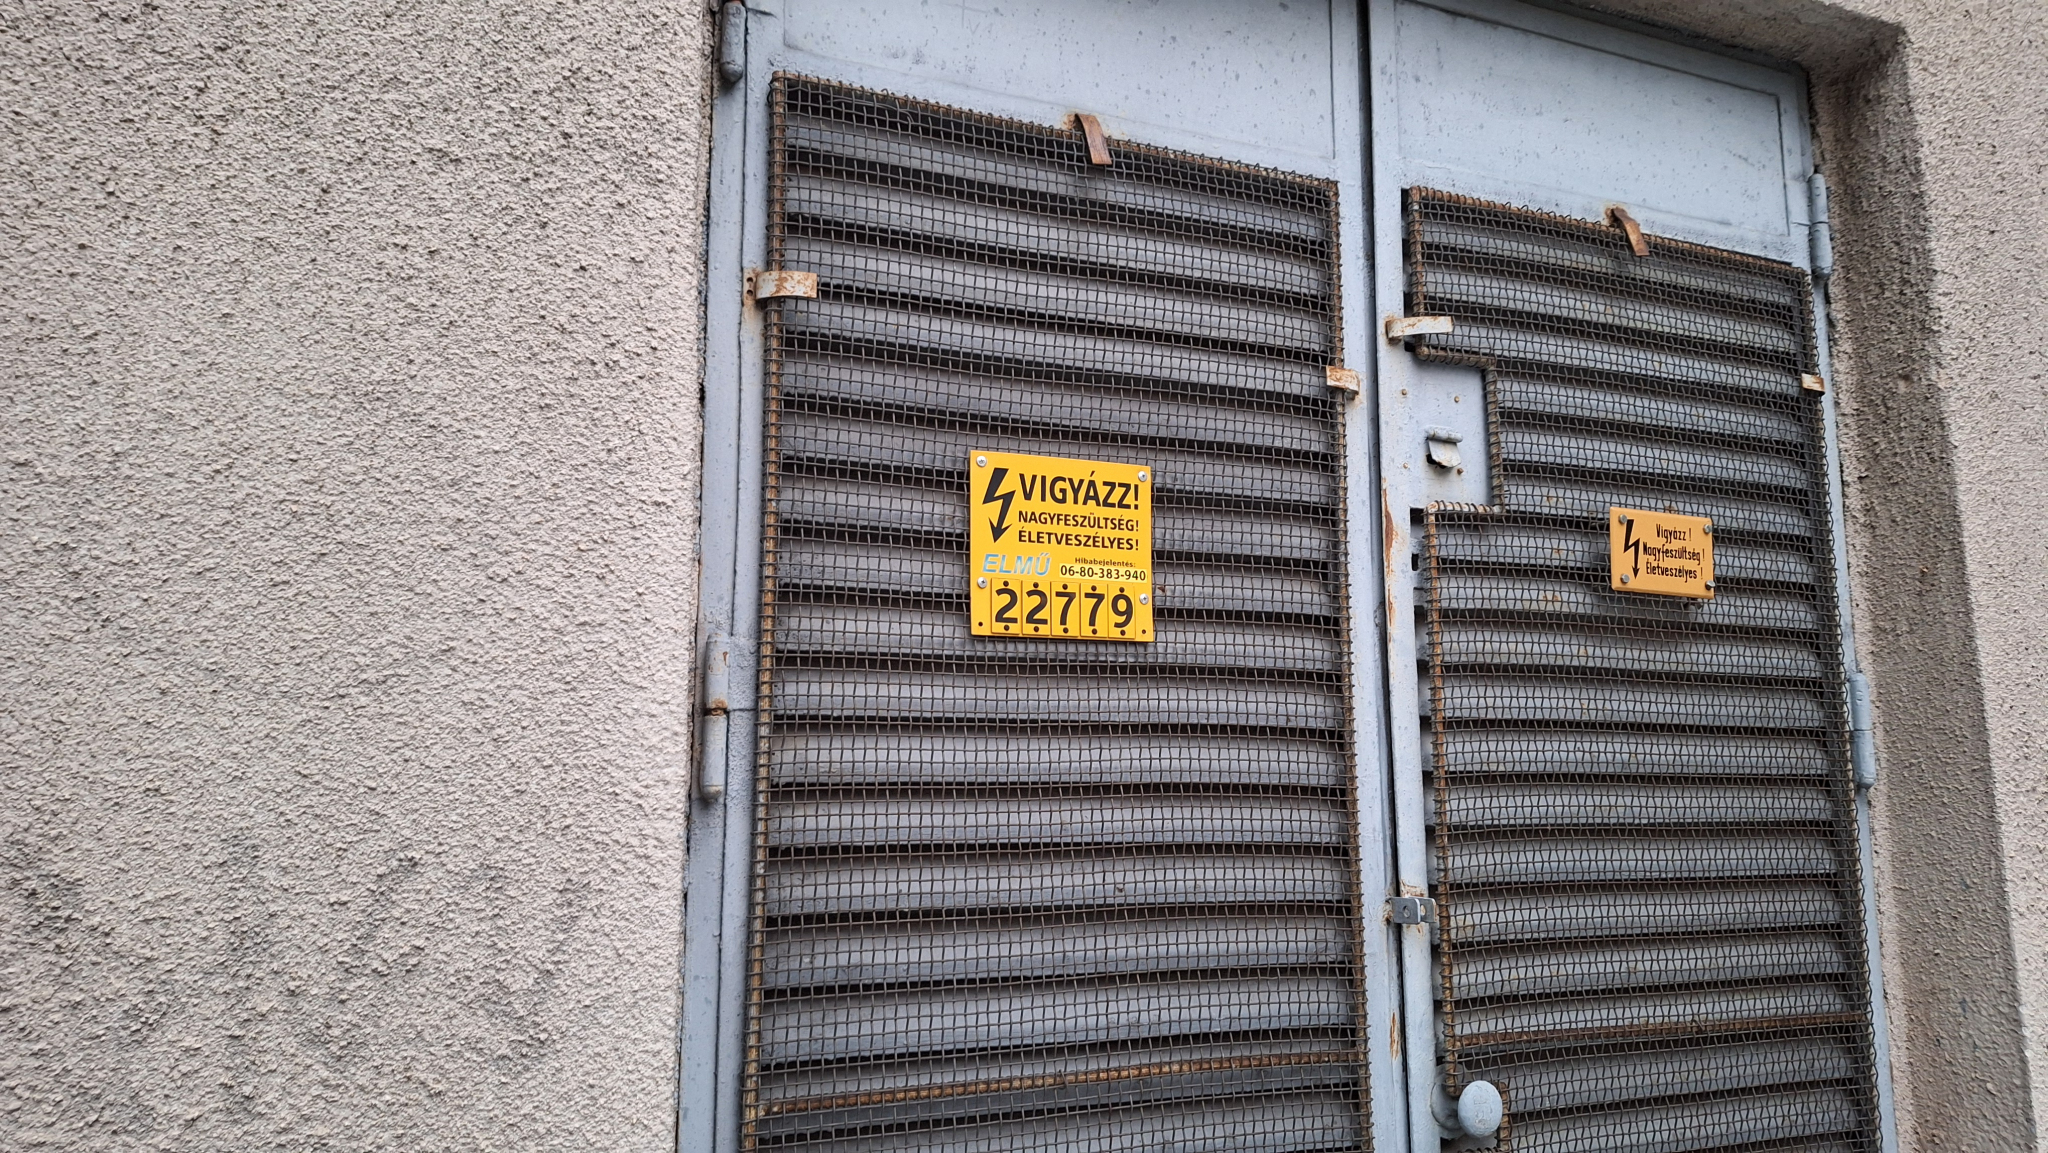 VIGYÁZZ!
NAGYFESZÜLTSÉG!
ÉLETVESZÉLYES!
ELMŰ
Hibabejelentés:
06-80-383-940
22779
Vigyázz !
Nagyfeszültség !
Életveszélyes !